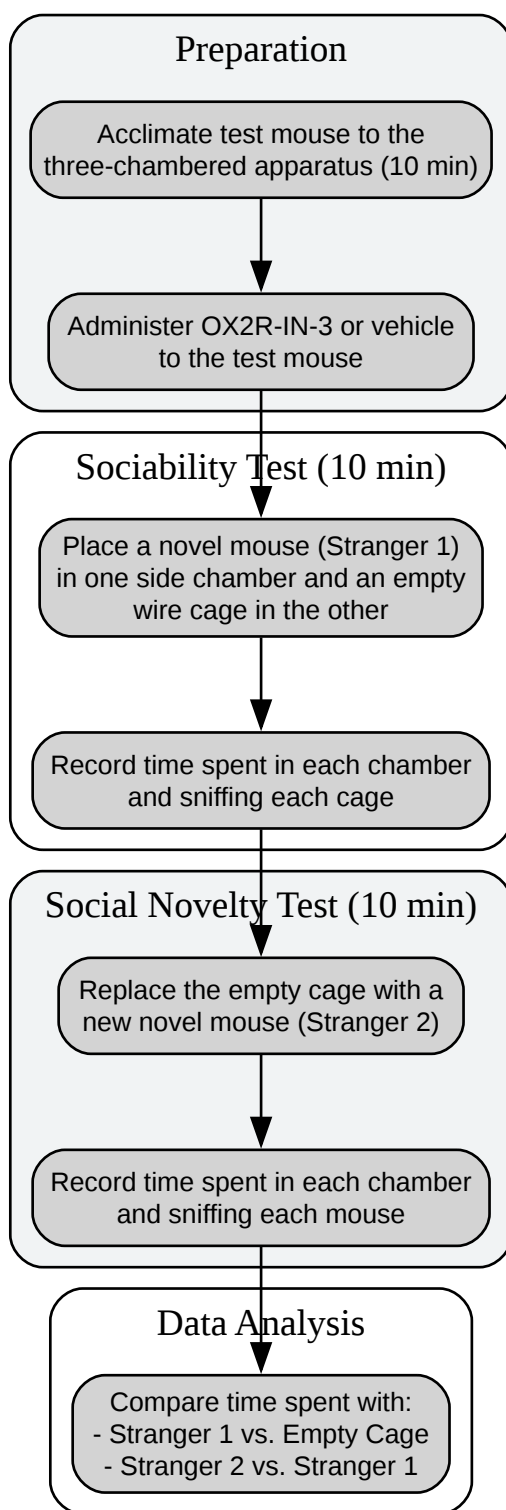 Preparation
Acclimate test mouse to the
three-chambered apparatus (10 min)
Administer OX2R-IN-3 or vehicle
to the test mouse
Sociability Test (10 min)
Place a novel mouse (Stranger 1)
in one side chamber and an empty
wire cage in the other
Record time spent in each chamber
and sniffing each cage
Social Novelty Test (10 min)
Replace the empty cage with a
new novel mouse (Stranger 2)
Record time spent in each chamber
and sniffing each mouse
Data Analysis
Compare time spent with:
- Stranger 1 vs. Empty Cage
- Stranger 2 vs. Stranger 1